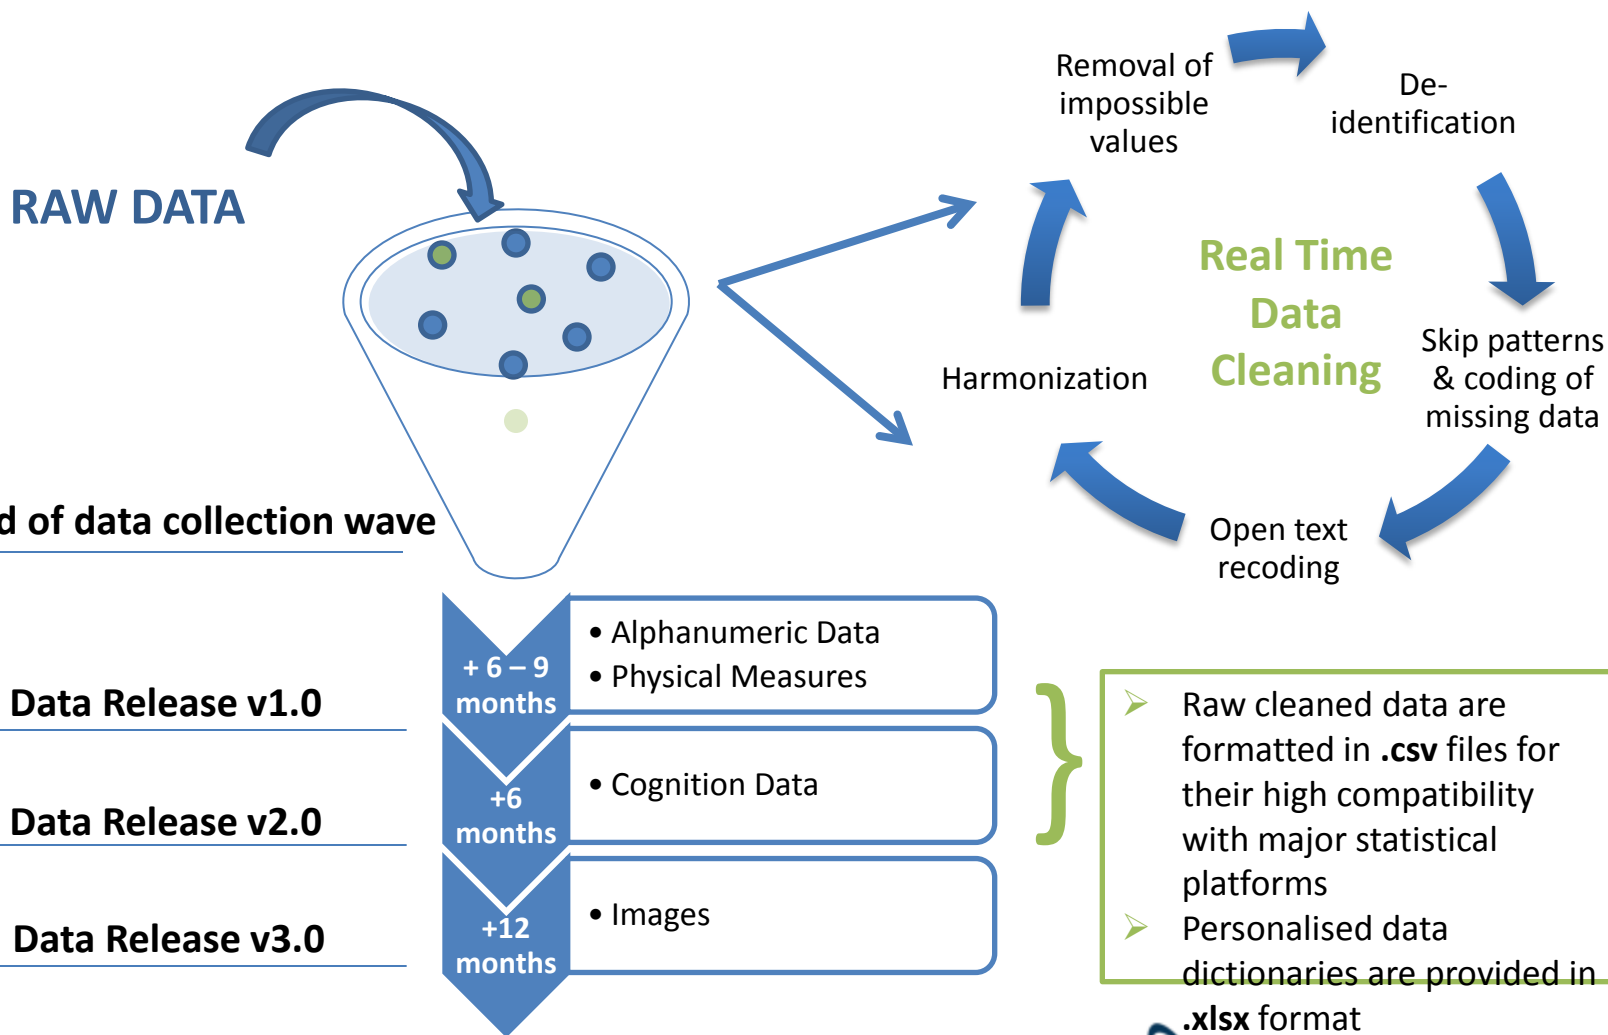 RAW DATA
Removal of
impossible
values
De-
identification
Real Time
Data
Cleaning
Skip patterns
& coding of
missing data
Harmonization
Open text
recoding
d of data collection wave
+ 6 – 9
months
• Alphanumeric Data
• Physical Measures
Data Release v1.0
+6
months
• Cognition Data
Data Release v2.0
+12
months
• Images
Data Release v3.0
➢ Raw cleaned data are
formatted in .csv files for
their high compatibility
with major statistical
platforms
➢ Personalised data
dictionaries are provided in
.xlsx format